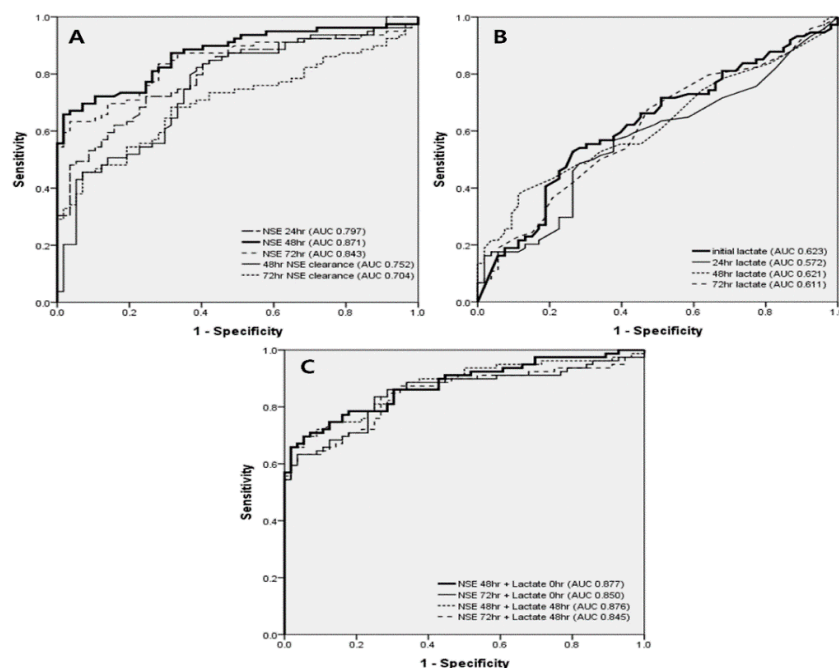 A
1.0
0.8
0.6
0.4
0.2
0.0
Sensitivity
NSE 24hr (AUC 0.797)
NSE 48hr (AUC 0.871)
NSE 72hr (AUC 0.843)
48hr NSE clearance (AUC 0.752)
72hr NSE clearance (AUC 0.704)
0.0 0.2 0.4 0.6 0.8 1.0
1 - Specificity
B
1.0
0.8
0.6
0.4
0.2
0.0
Sensitivity
initial lactate (AUC 0.623)
24hr lactate (AUC 0.572)
48hr lactate (AUC 0.621)
72hr lactate (AUC 0.611)
0.0 0.2 0.4 0.6 0.8 1.0
1 - Specificity
C
1.0
0.8
0.6
0.4
0.2
0.0
Sensitivity
NSE 48hr + Lactate 0hr (AUC 0.877)
NSE 72hr + Lactate 0hr (AUC 0.850)
NSE 48hr + Lactate 48hr (AUC 0.876)
NSE 72hr + Lactate 48hr (AUC 0.845)
0.0 0.2 0.4 0.6 0.8 1.0
1 - Specificity